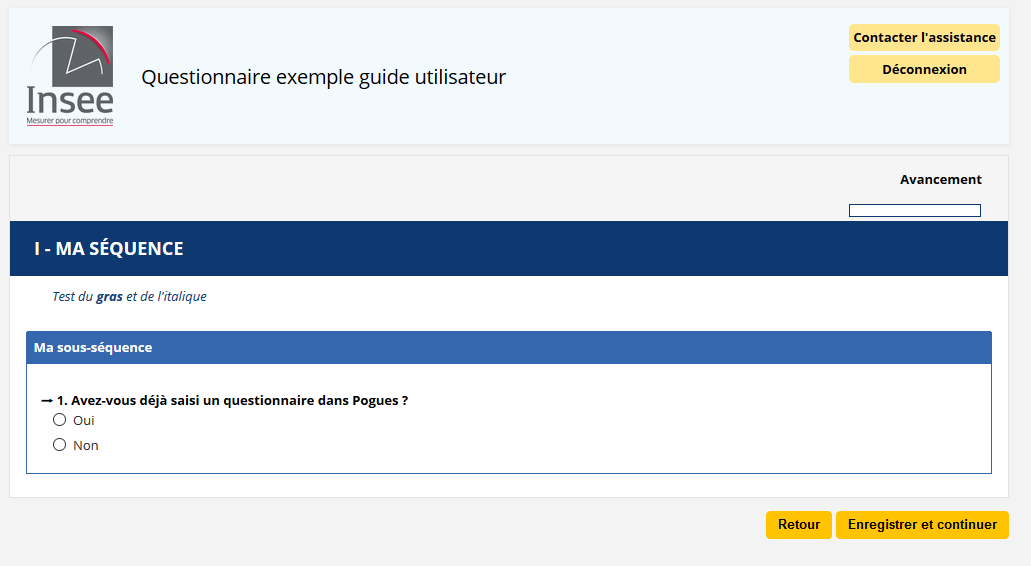 Insee
Mesurer pour comprendre
Questionnaire exemple guide utilisateur
Contacter l'assistance
Déconnexion
Avancement
I - MA SÉQUENCE
Test du gras et de l'italique
Ma sous-séquence
➞ 1. Avez-vous déjà saisi un questionnaire dans Pogues ?
Oui
Non
Retour
Enregistrer et continuer